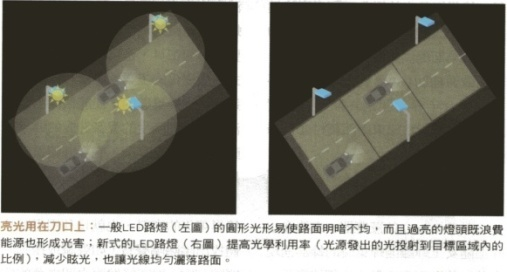 亮光用在刀口上：一般LED路燈（左圖）的圓形光形易使路面明暗不均，而且過亮的燈頭既浪費
能源也形成光害；新式的LED路燈（右圖）提高光學利用率（光源發出的光投射到目標區域內的
比例），減少眩光，也讓光線均勻灑落路面。